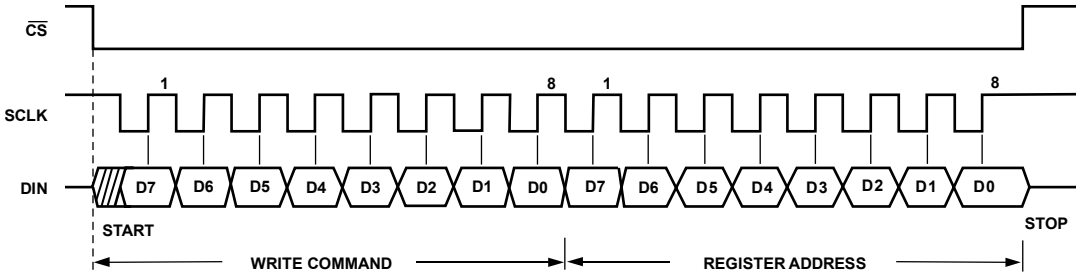 CS
1 8 1 8
SCLK
DIN D7 D6 D5 D4 D3 D2 D1 D0 D7 D6 D5 D4 D3 D2 D1 D0
START STOP
WRITE COMMAND REGISTER ADDRESS